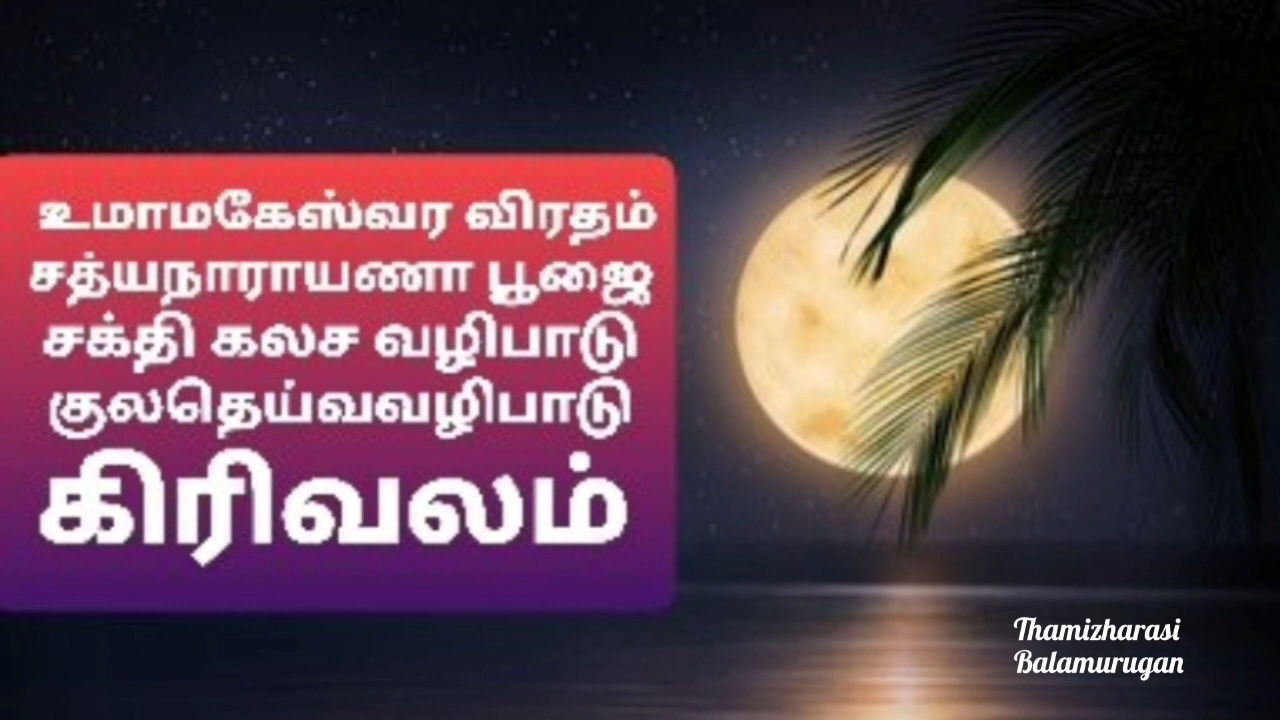 உமாமகேஸ்வர விரதம்
சத்யநாராயணா பூஜை
சக்தி கலச வழிபாடு
குலதெய்வவழிபாடு
கிரிவலம்
Thamizharasi
Balamurugan